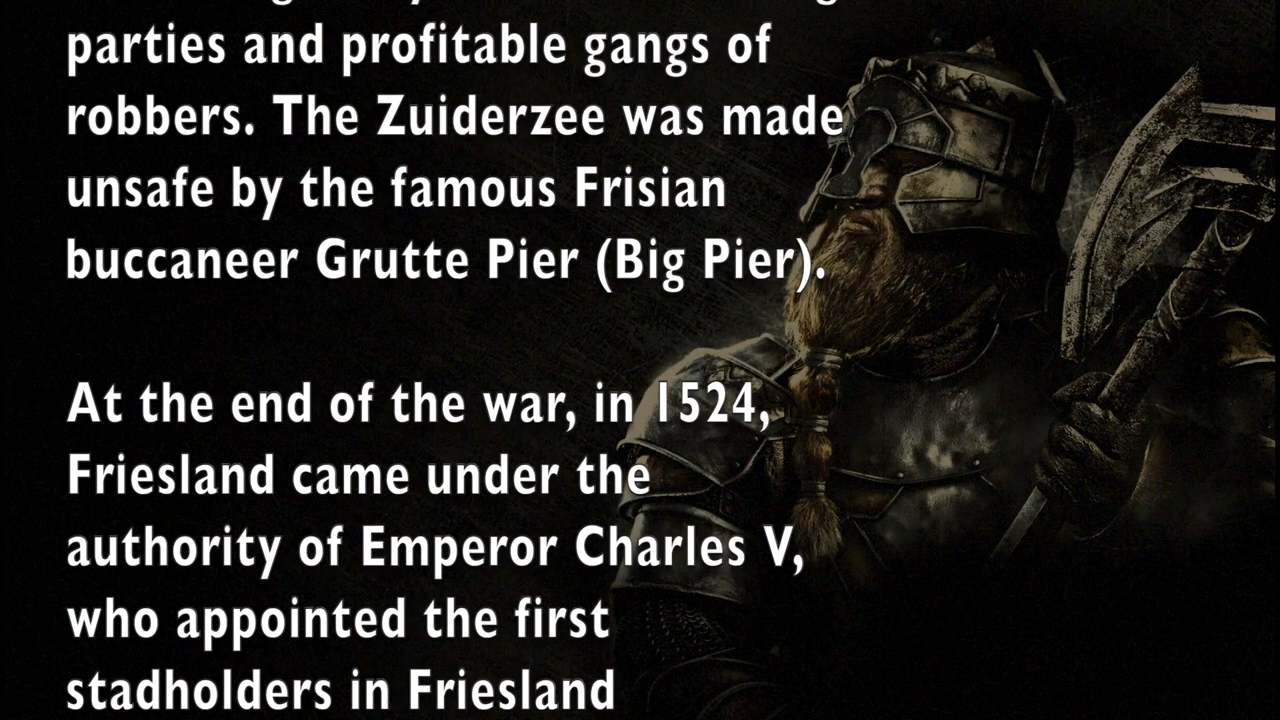 parties and profitable gangs of
robbers. The Zuiderzee was made
unsafe by the famous Frisian
buccaneer Grutte Pier (Big Pier).
At the end of the war, in 1524,
Friesland came under the
authority of Emperor Charles V,
who appointed the first
stadholders in Friesland